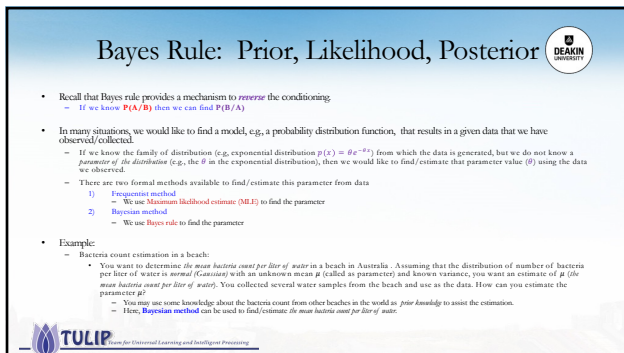 Bayes Rule: Prior, Likelihood, Posterior
DEAKIN
UNIVERSITY
• Recall that Bayes rule provides a mechanism to reverse the conditioning.
– If we know P(A/B) then we can find P(B/A)
• In many situations, we would like to find a model, e.g., a probability distribution function, that results in a given data that we have
observed/collected.
– If we know the family of distribution (e.g, exponential distribution p(x) = θe^{−θx}) from which the data is generated, but we do not know a
parameter of the distribution (e.g., the θ in the exponential distribution), then we would like to find/estimate that parameter value (θ) using the data
we observed.
– There are two formal methods available to find/estimate this parameter from data
1) Frequentist method
– We use Maximum likelihood estimate (MLE) to find the parameter
2) Bayesian method
– We use Bayes rule to find the parameter
• Example:
– Bacteria count estimation in a beach:
• You want to determine the mean bacteria count per liter of water in a beach in Australia . Assuming that the distribution of number of bacteria
per liter of water is normal (Gaussian) with an unknown mean μ (called as parameter) and known variance, you want an estimate of μ (the
mean bacteria count per liter of water). You collected several water samples from the beach and use as the data. How can you estimate the
parameter μ?
– You may use some knowledge about the bacteria count from other beaches in the world as prior knowledge to assist the estimation.
– Here, Bayesian method can be used to find/estimate the mean bacteria count per liter of water.
TULIP Team for Universal Learning and Intelligent Processing